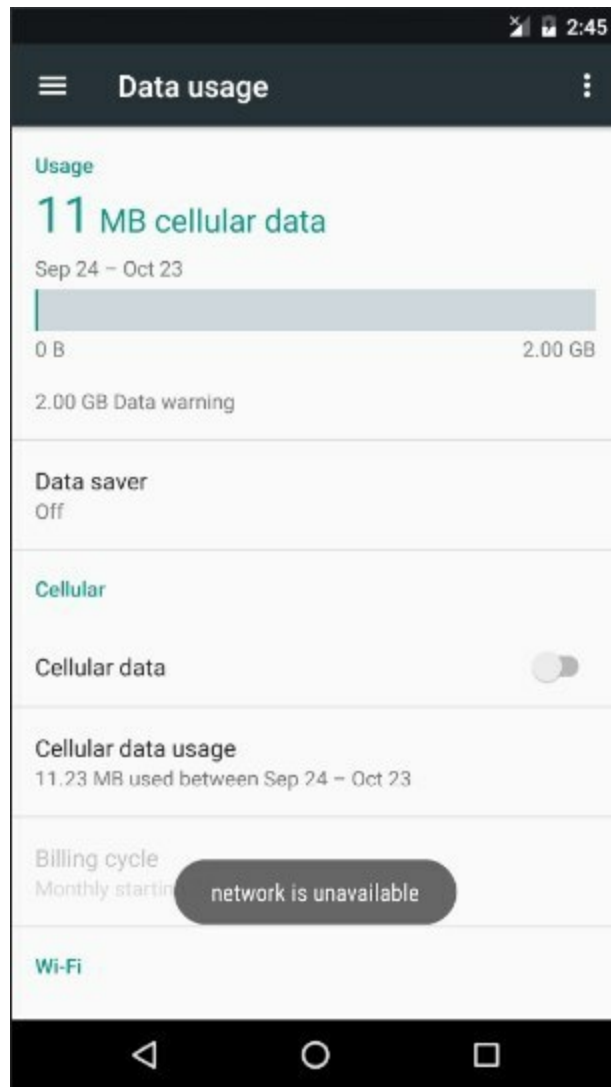 2:45
Data usage
Usage
11 MB cellular data
Sep 24 – Oct 23
0 B 2.00 GB
2.00 GB Data warning
Data saver
Off
Cellular
Cellular data
Cellular data usage
11.23 MB used between Sep 24 – Oct 23
Billing cycle
Monthly
network is unavailable
Wi-Fi